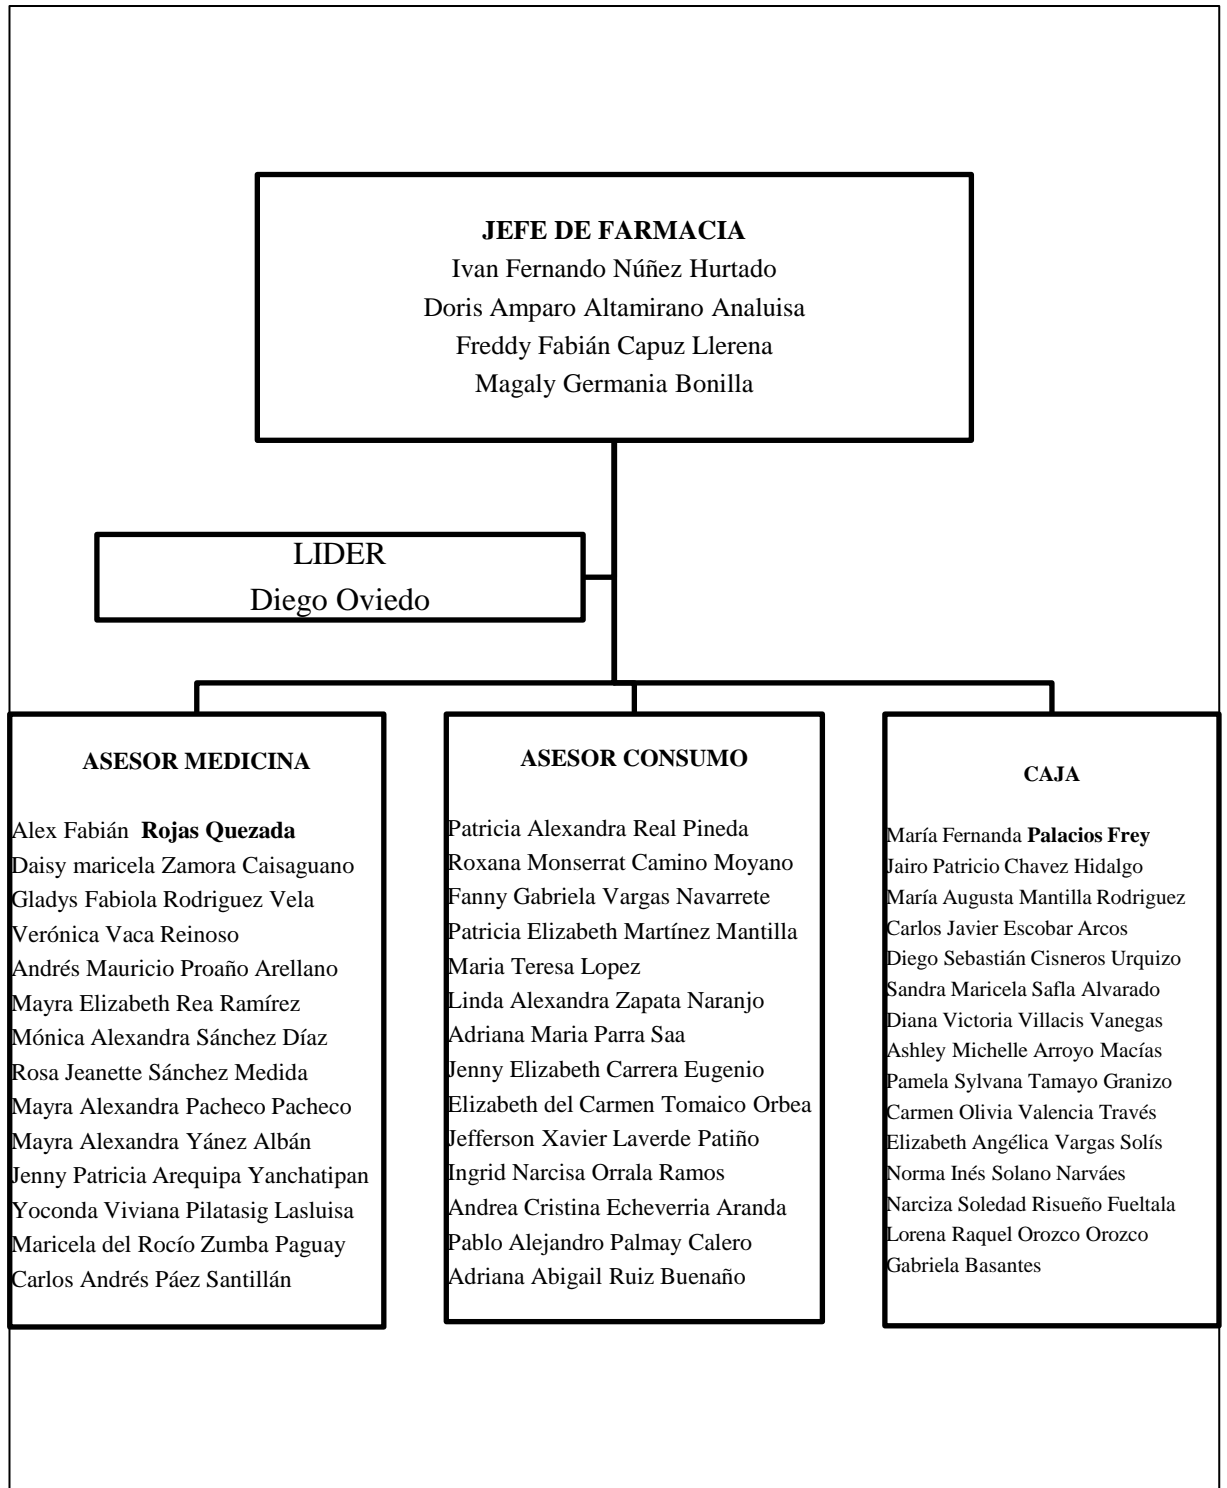 JEFE DE FARMACIA
Ivan Fernando Núñez Hurtado
Doris Amparo Altamirano Analuisa
Freddy Fabián Capuz Llerena
Magaly Germania Bonilla
LIDER
Diego Oviedo
ASESOR MEDICINA
Alex Fabián Rojas Quezada
Daisy maricela Zamora Caisaguano
Gladys Fabiola Rodriguez Vela
Verónica Vaca Reinoso
Andrés Mauricio Proaño Arellano
Mayra Elizabeth Rea Ramírez
Mónica Alexandra Sánchez Díaz
Rosa Jeanette Sánchez Medida
Mayra Alexandra Pacheco Pacheco
Mayra Alexandra Yánez Albán
Jenny Patricia Arequipa Yanchatipan
Yoconda Viviana Pilatasig Lasluisa
Maricela del Rocío Zumba Paguay
Carlos Andrés Páez Santillán
ASESOR CONSUMO
Patricia Alexandra Real Pineda
Roxana Monserrat Camino Moyano
Fanny Gabriela Vargas Navarrete
Patricia Elizabeth Martínez Mantilla
Maria Teresa Lopez
Linda Alexandra Zapata Naranjo
Adriana Maria Parra Saa
Jenny Elizabeth Carrera Eugenio
Elizabeth del Carmen Tomaico Orbea
Jefferson Xavier Laverde Patiño
Ingrid Narcisa Orrala Ramos
Andrea Cristina Echeverria Aranda
Pablo Alejandro Palmay Calero
Adriana Abigail Ruiz Buenaño
CAJA
María Fernanda Palacios Frey
Jairo Patricio Chavez Hidalgo
María Augusta Mantilla Rodriguez
Carlos Javier Escobar Arcos
Diego Sebastián Cisneros Urquizo
Sandra Maricela Safla Alvarado
Diana Victoria Villacis Vanegas
Ashley Michelle Arroyo Macías
Pamela Sylvana Tamayo Granizo
Carmen Olivia Valencia Través
Elizabeth Angélica Vargas Solís
Norma Inés Solano Narváes
Narciza Soledad Risueño Fueltala
Lorena Raquel Orozco Orozco
Gabriela Basantes